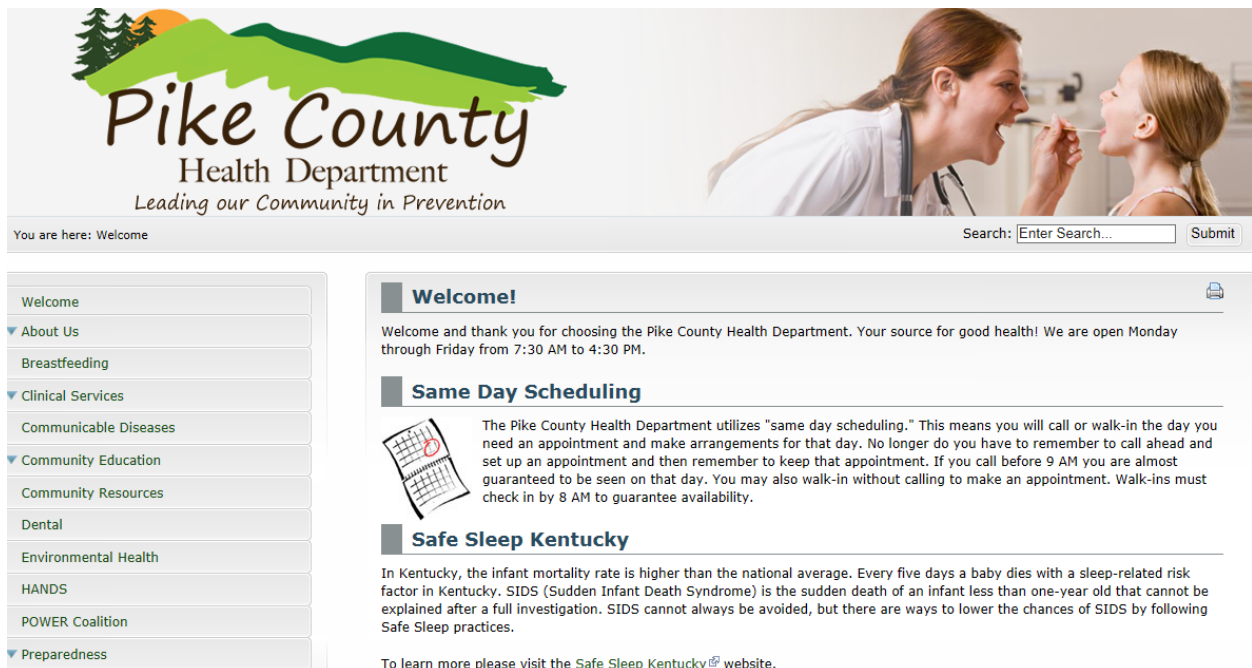 Pike County
Health Department
Leading our Community in Prevention
You are here: Welcome
Search: Enter Search... Submit
Welcome
About Us
Breastfeeding
Clinical Services
Communicable Diseases
Community Education
Community Resources
Dental
Environmental Health
HANDS
POWER Coalition
Preparedness
Welcome!
Welcome and thank you for choosing the Pike County Health Department. Your source for good health! We are open Monday
through Friday from 7:30 AM to 4:30 PM.
Same Day Scheduling
The Pike County Health Department utilizes "same day scheduling." This means you will call or walk-in the day you
need an appointment and make arrangements for that day. No longer do you have to remember to call ahead and
set up an appointment and then remember to keep that appointment. If you call before 9 AM you are almost
guaranteed to be seen on that day. You may also walk-in without calling to make an appointment. Walk-ins must
check in by 8 AM to guarantee availability.
Safe Sleep Kentucky
In Kentucky, the infant mortality rate is higher than the national average. Every five days a baby dies with a sleep-related risk
factor in Kentucky. SIDS (Sudden Infant Death Syndrome) is the sudden death of an infant less than one-year old that cannot be
explained after a full investigation. SIDS cannot always be avoided, but there are ways to lower the chances of SIDS by following
Safe Sleep practices.
To learn more please visit the Safe Sleep Kentucky website.